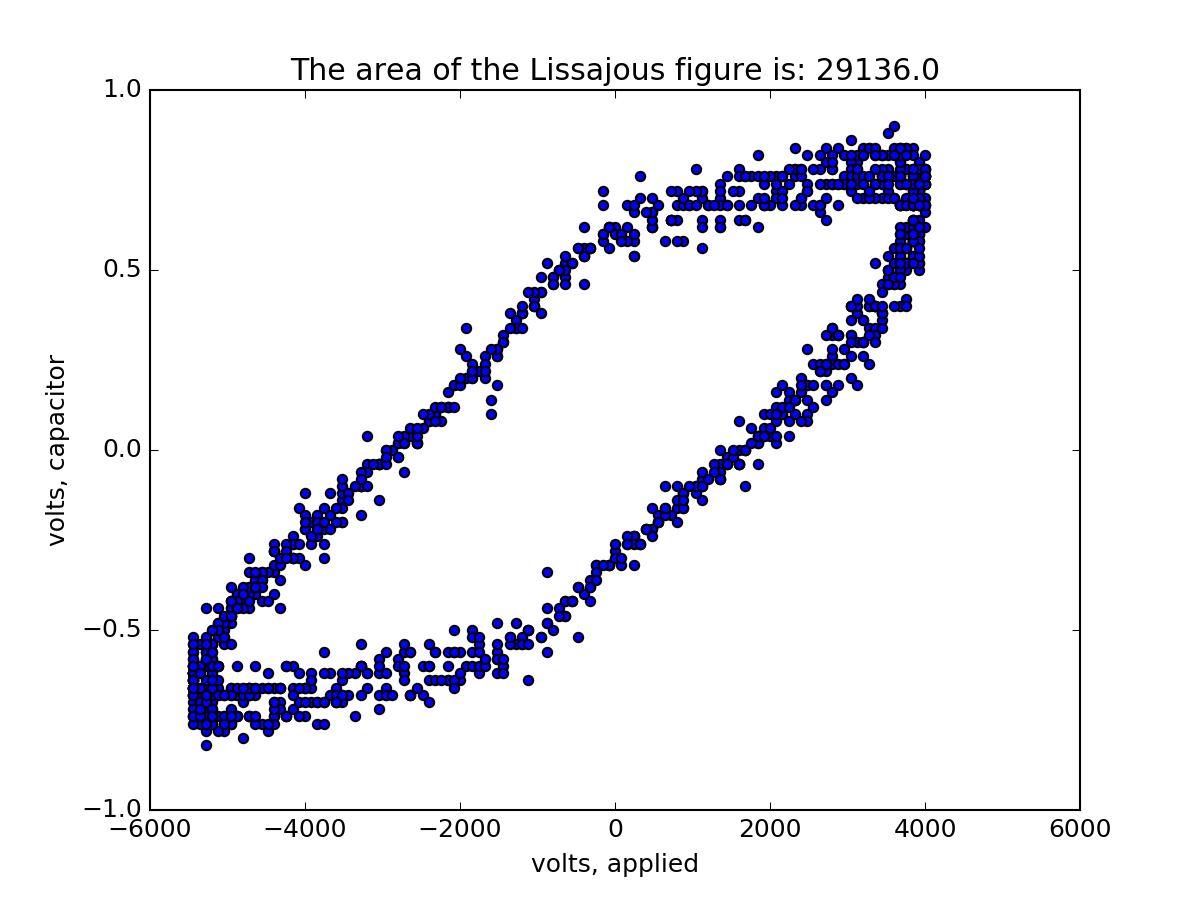 The area of the Lissajous figure is: 29136.0
1.0
0.5
0.0
−0.5
−1.0
volts, capacitor
−6000 −4000 −2000 0 2000 4000 6000
volts, applied